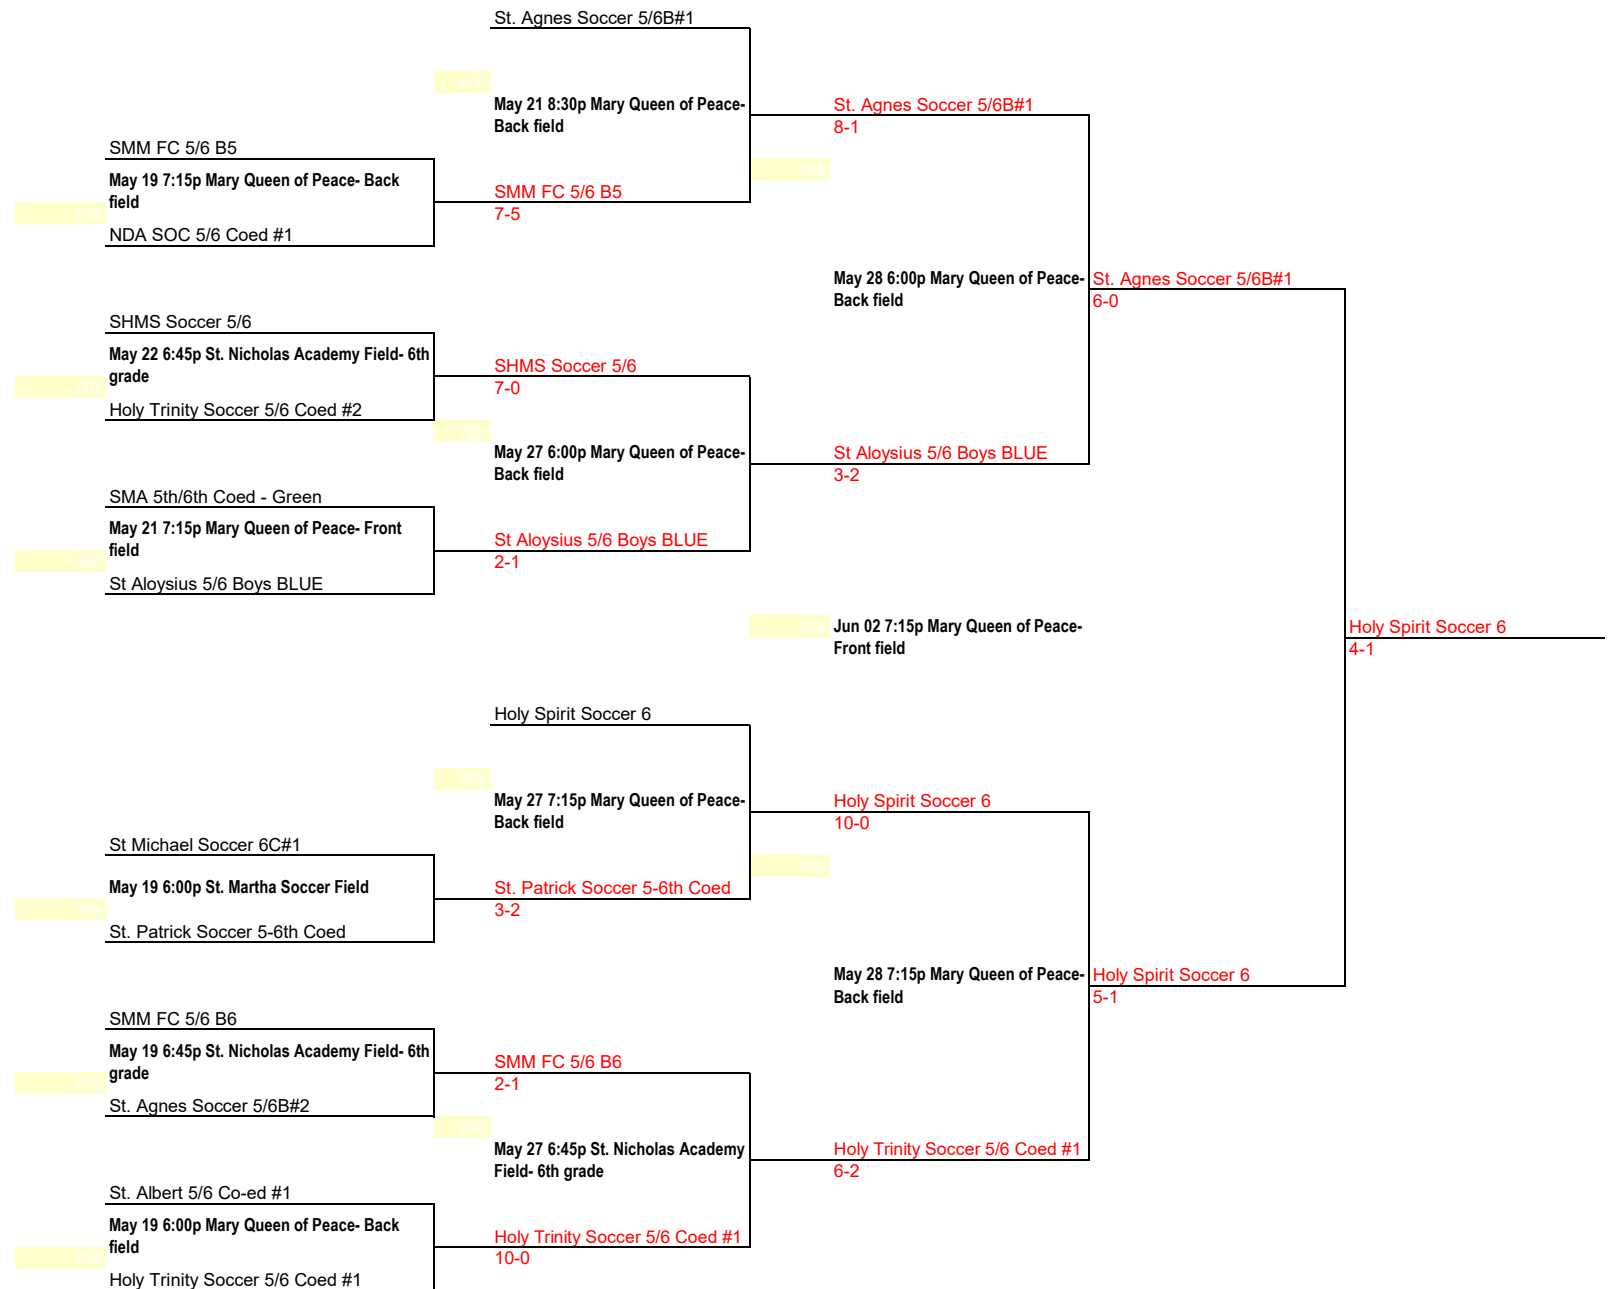 St. Agnes Soccer 5/6B#1
May 21 8:30p Mary Queen of Peace-
Back field
St. Agnes Soccer 5/6B#1
8-1
SMM FC 5/6 B5
May 19 7:15p Mary Queen of Peace- Back
field
NDA SOC 5/6 Coed #1
SMM FC 5/6 B5
7-5
May 28 6:00p Mary Queen of Peace-
Back field
St. Agnes Soccer 5/6B#1
6-0
SHMS Soccer 5/6
May 22 6:45p St. Nicholas Academy Field- 6th
grade
Holy Trinity Soccer 5/6 Coed #2
SHMS Soccer 5/6
7-0
May 27 6:00p Mary Queen of Peace-
Back field
St Aloysius 5/6 Boys BLUE
3-2
SMA 5th/6th Coed - Green
May 21 7:15p Mary Queen of Peace- Front
field
St Aloysius 5/6 Boys BLUE
St Aloysius 5/6 Boys BLUE
2-1
Jun 02 7:15p Mary Queen of Peace-
Front field
Holy Spirit Soccer 6
4-1
Holy Spirit Soccer 6
May 27 7:15p Mary Queen of Peace-
Back field
Holy Spirit Soccer 6
10-0
St Michael Soccer 6C#1
May 19 6:00p St. Martha Soccer Field
St. Patrick Soccer 5-6th Coed
St. Patrick Soccer 5-6th Coed
3-2
May 28 7:15p Mary Queen of Peace-
Back field
Holy Spirit Soccer 6
5-1
SMM FC 5/6 B6
May 19 6:45p St. Nicholas Academy Field- 6th
grade
St. Agnes Soccer 5/6B#2
SMM FC 5/6 B6
2-1
May 27 6:45p St. Nicholas Academy
Field- 6th grade
Holy Trinity Soccer 5/6 Coed #1
6-2
St. Albert 5/6 Co-ed #1
May 19 6:00p Mary Queen of Peace- Back
field
Holy Trinity Soccer 5/6 Coed #1
Holy Trinity Soccer 5/6 Coed #1
10-0